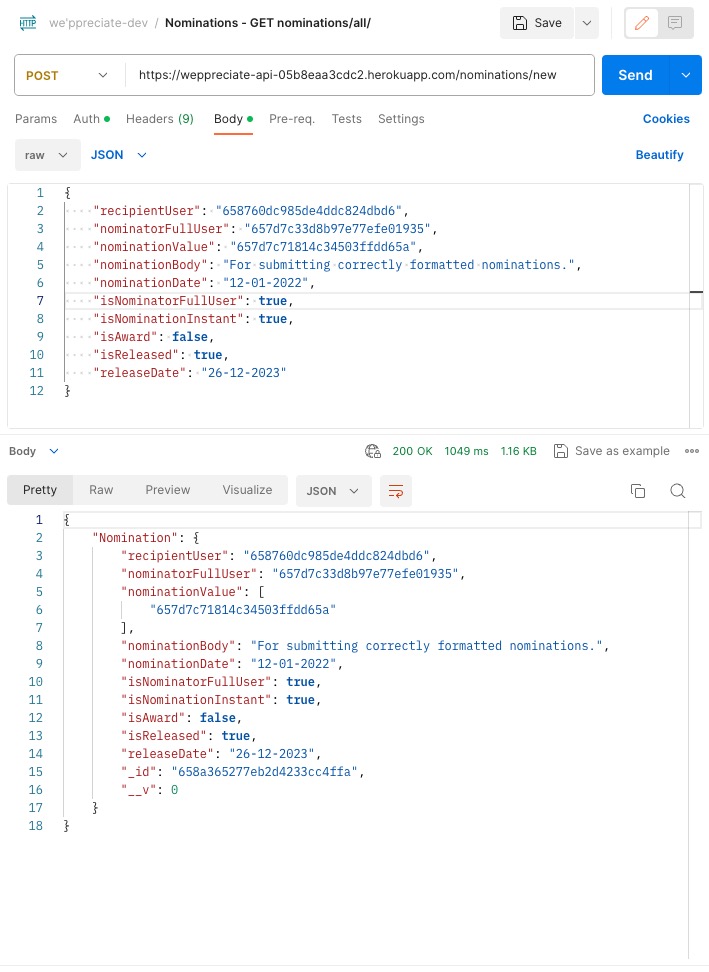 HTTP we'ppreciate-dev / Nominations - GET nominations/all/ Save
POST https://weppreciate-api-05b8eaa3cdc2.herokuapp.com/nominations/new Send
Params Auth Headers (9) Body Pre-req. Tests Settings Cookies
raw JSON Beautify
1 {
2 "recipientUser": "658760dc985de4ddc824dbd6",
3 "nominatorFullUser": "657d7c33d8b97e77efe01935",
4 "nominationValue": "657d7c71814c34503ffdd65a",
5 "nominationBody": "For submitting correctly formatted nominations.",
6 "nominationDate": "12-01-2022",
7 "isNominatorFullUser": true,
8 "isNominationInstant": true,
9 "isAward": false,
10 "isReleased": true,
11 "releaseDate": "26-12-2023"
12 }
Body 200 OK 1049 ms 1.16 KB Save as example
Pretty Raw Preview Visualize JSON
1 {
2 "Nomination": {
3 "recipientUser": "658760dc985de4ddc824dbd6",
4 "nominatorFullUser": "657d7c33d8b97e77efe01935",
5 "nominationValue": [
6 "657d7c71814c34503ffdd65a"
7 ],
8 "nominationBody": "For submitting correctly formatted nominations.",
9 "nominationDate": "12-01-2022",
10 "isNominatorFullUser": true,
11 "isNominationInstant": true,
12 "isAward": false,
13 "isReleased": true,
14 "releaseDate": "26-12-2023",
15 "_id": "658a365277eb2d4233cc4ffa",
16 "__v": 0
17 }
18 }